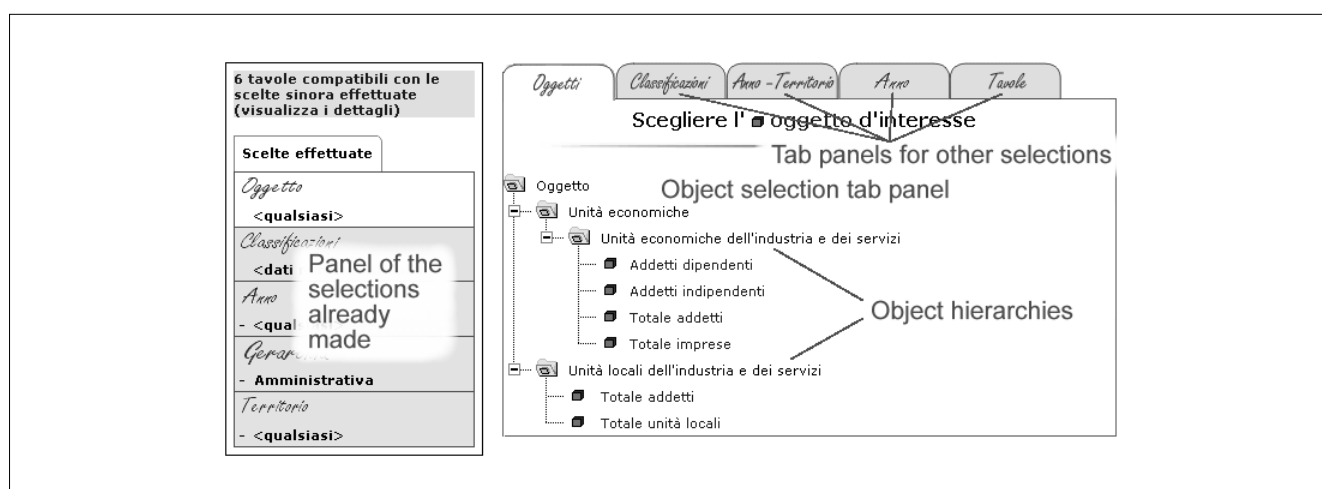 6 tavole compatibili con le
scelte sinora effettuate
(visualizza i dettagli)
Scelte effettuate
Oggetto
<qualsiasi>
Classificazioni
<dati
Anno
- <qual
Panel of the
selections
already
made
- Amministrativa
Territorio
- <qualsiasi>
Oggetti
Classificazioni
Anno - Territorio
Anno
Tavole
Scegliere l' oggetto d'interesse
Tab panels for other selections
Object selection tab panel
Oggetto
Unità economiche
Unità economiche dell'industria e dei servizi
Addetti dipendenti
Addetti indipendenti
Totale addetti
Totale imprese
Object hierarchies
Unità locali dell'industria e dei servizi
Totale addetti
Totale unità locali